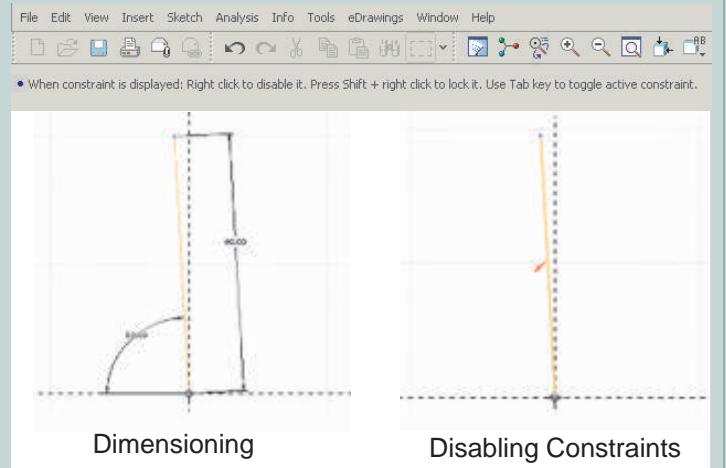 File Edit View Insert Sketch Analysis Info Tools eDrawings Window Help
• When constraint is displayed: Right click to disable it. Press Shift + right click to lock it. Use Tab key to toggle active constraint.
Dimensioning
Disabling Constraints